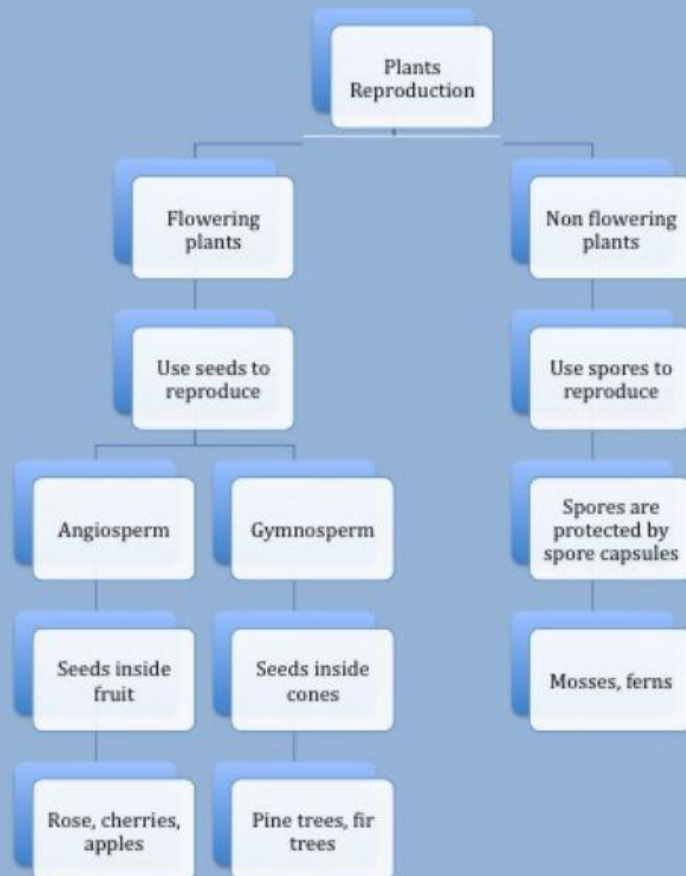 Plants
Reproduction
Flowering
plants
Non flowering
plants
Use seeds to
reproduce
Use spores to
reproduce
Angiosperm
Gymnosperm
Spores are
protected by
spore capsules
Seeds inside
fruit
Seeds inside
cones
Mosses, ferns
Rose, cherries,
apples
Pine trees, fir
trees